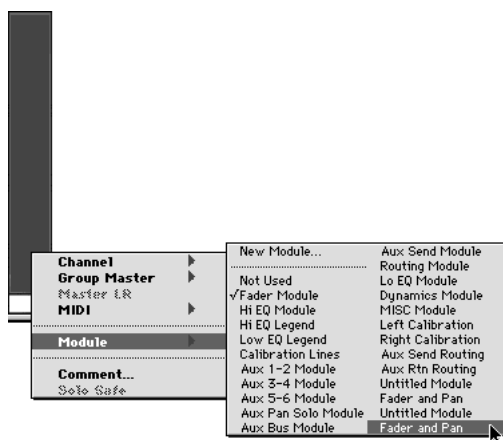 Channel
Group Master
Master LR
MIDI
Module
Comment...
Solo Safe
New Module...
Not Used
√Fader Module
Hi EQ Module
Hi EQ Legend
Low EQ Legend
Calibration Lines
Aux 1-2 Module
Aux 3-4 Module
Aux 5-6 Module
Aux Pan Solo Module
Aux Bus Module
Aux Send Module
Routing Module
Lo EQ Module
Dynamics Module
MISC Module
Left Calibration
Right Calibration
Aux Send Routing
Aux Rtn Routing
Untitled Module
Fader and Pan
Untitled Module
Fader and Pan